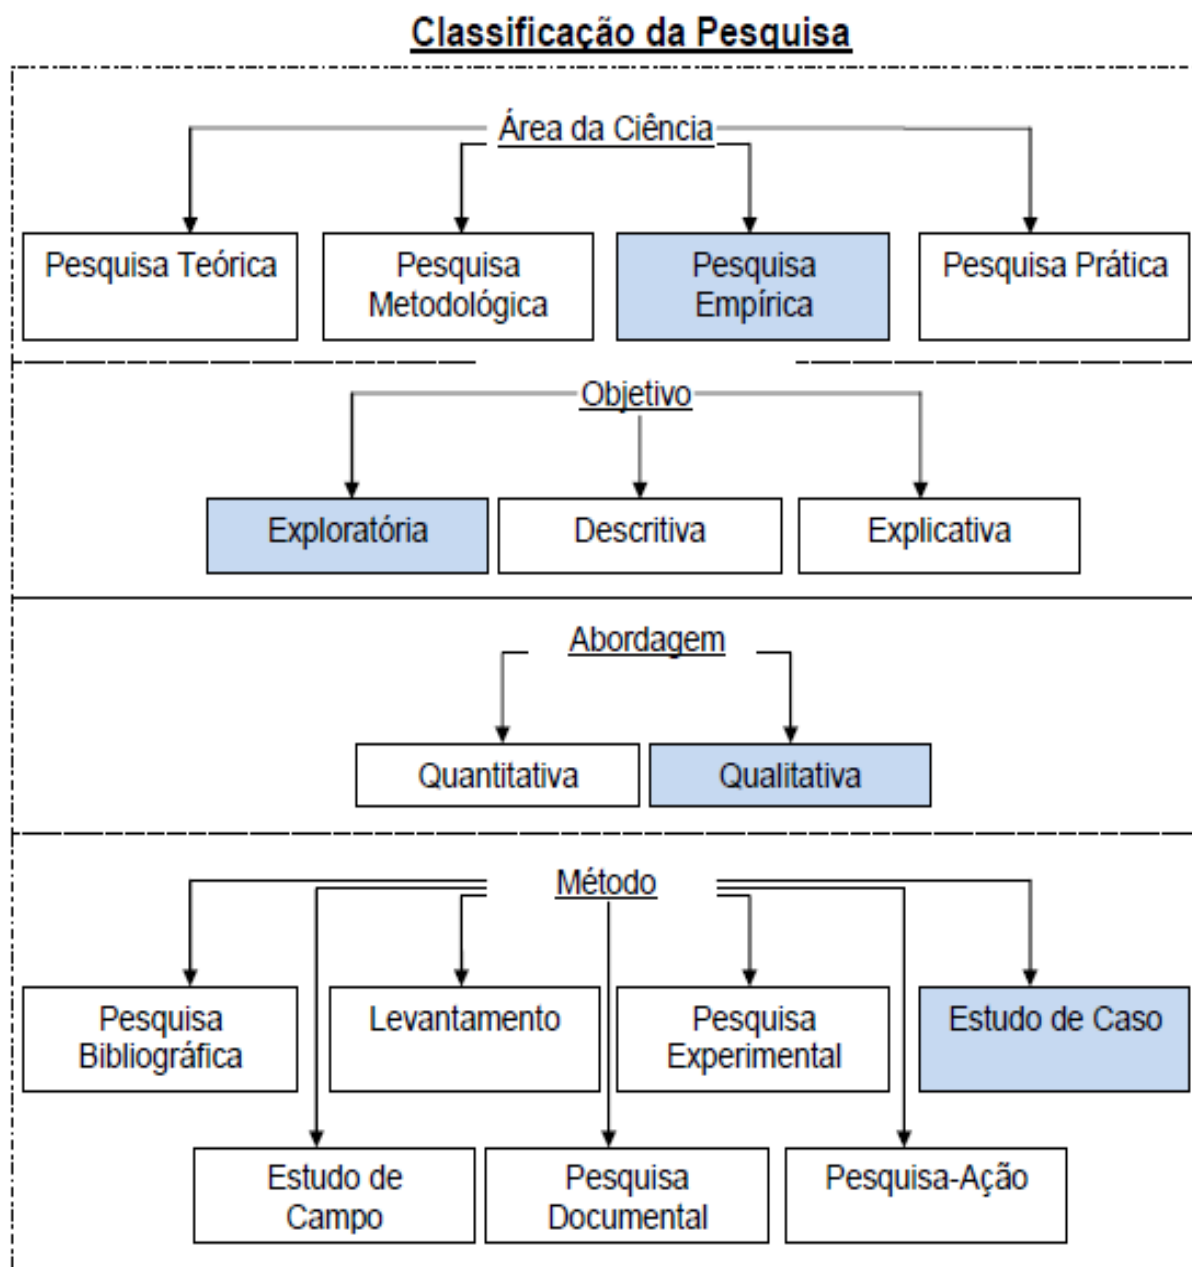 Classificação da Pesquisa
Área da Ciência
Pesquisa Teórica
Pesquisa
Metodológica
Pesquisa
Empírica
Pesquisa Prática
Objetivo
Exploratória
Descritiva
Explicativa
Abordagem
Quantitativa
Qualitativa
Método
Pesquisa
Bibliográfica
Levantamento
Pesquisa
Experimental
Estudo de Caso
Estudo de
Campo
Pesquisa
Documental
Pesquisa-Ação